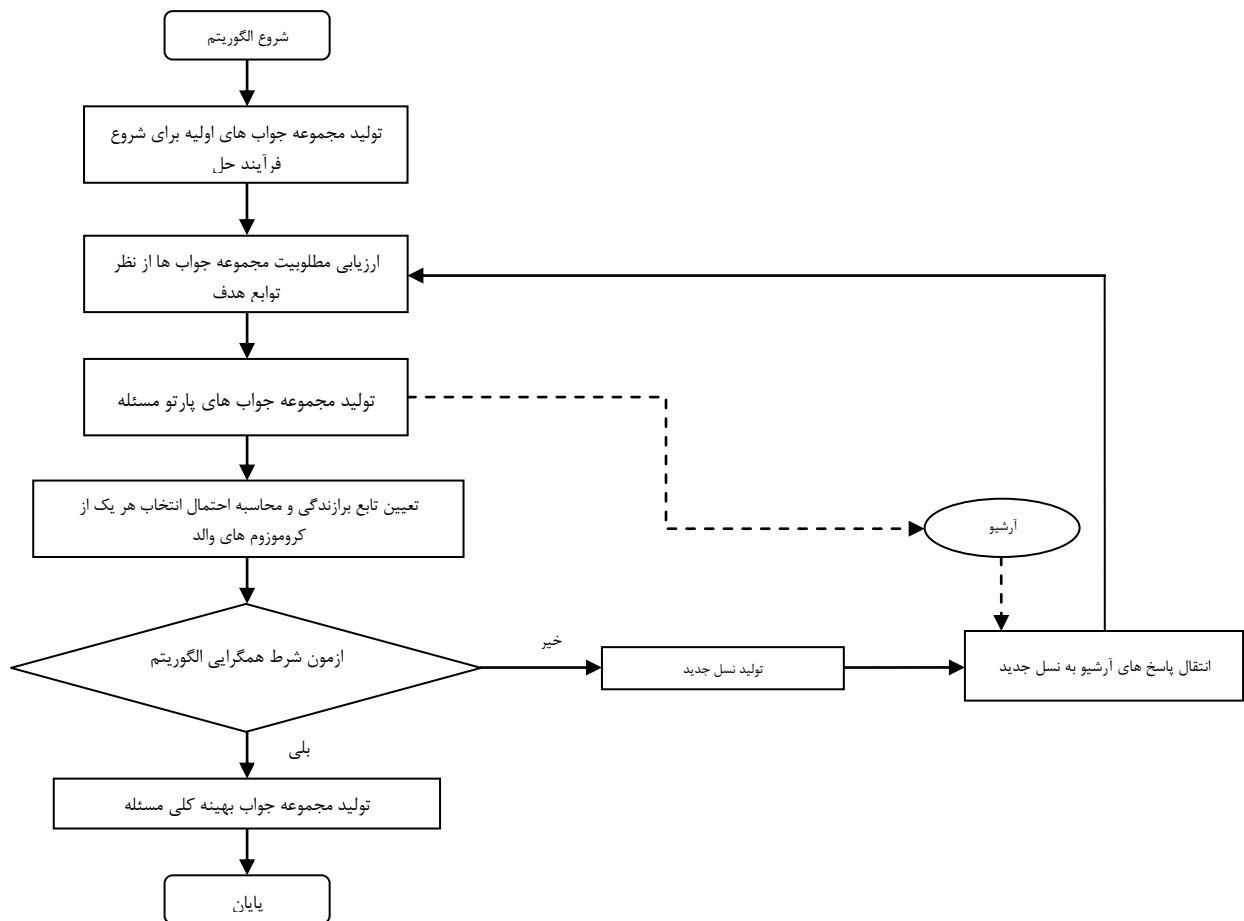 شروع الگوریتم
تولید مجموعه جواب های اولیه برای شروع
فرآیند حل
ارزیابی مطلوبیت مجموعه جواب ها از نظر
توابع هدف
تولید مجموعه جواب های پارتو مسئله
تعیین تابع برازندگی و محاسبه احتمال انتخاب هر یک از
کروموزوم های والد
آرشیو
ازمون شرط همگرایی الگوریتم
خیر
تولید نسل جدید
انتقال پاسخ های آرشیو به نسل جدید
بلی
تولید مجموعه جواب بهینه کلی مسئله
پایان